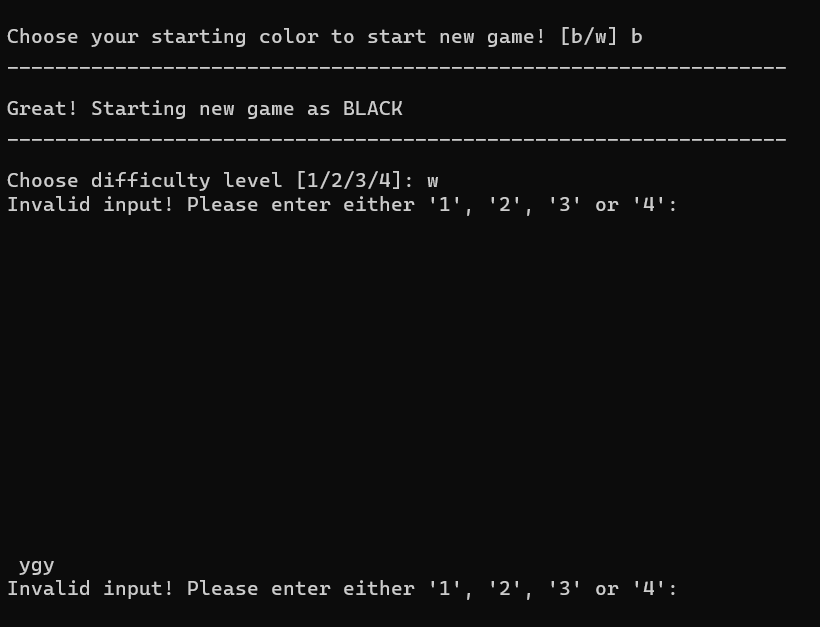 Choose your starting color to start new game! [b/w] b
-----------------------------------------------------------------
Great! Starting new game as BLACK
-----------------------------------------------------------------
Choose difficulty level [1/2/3/4]: w
Invalid input! Please enter either '1', '2', '3' or '4':
ygy
Invalid input! Please enter either '1', '2', '3' or '4':